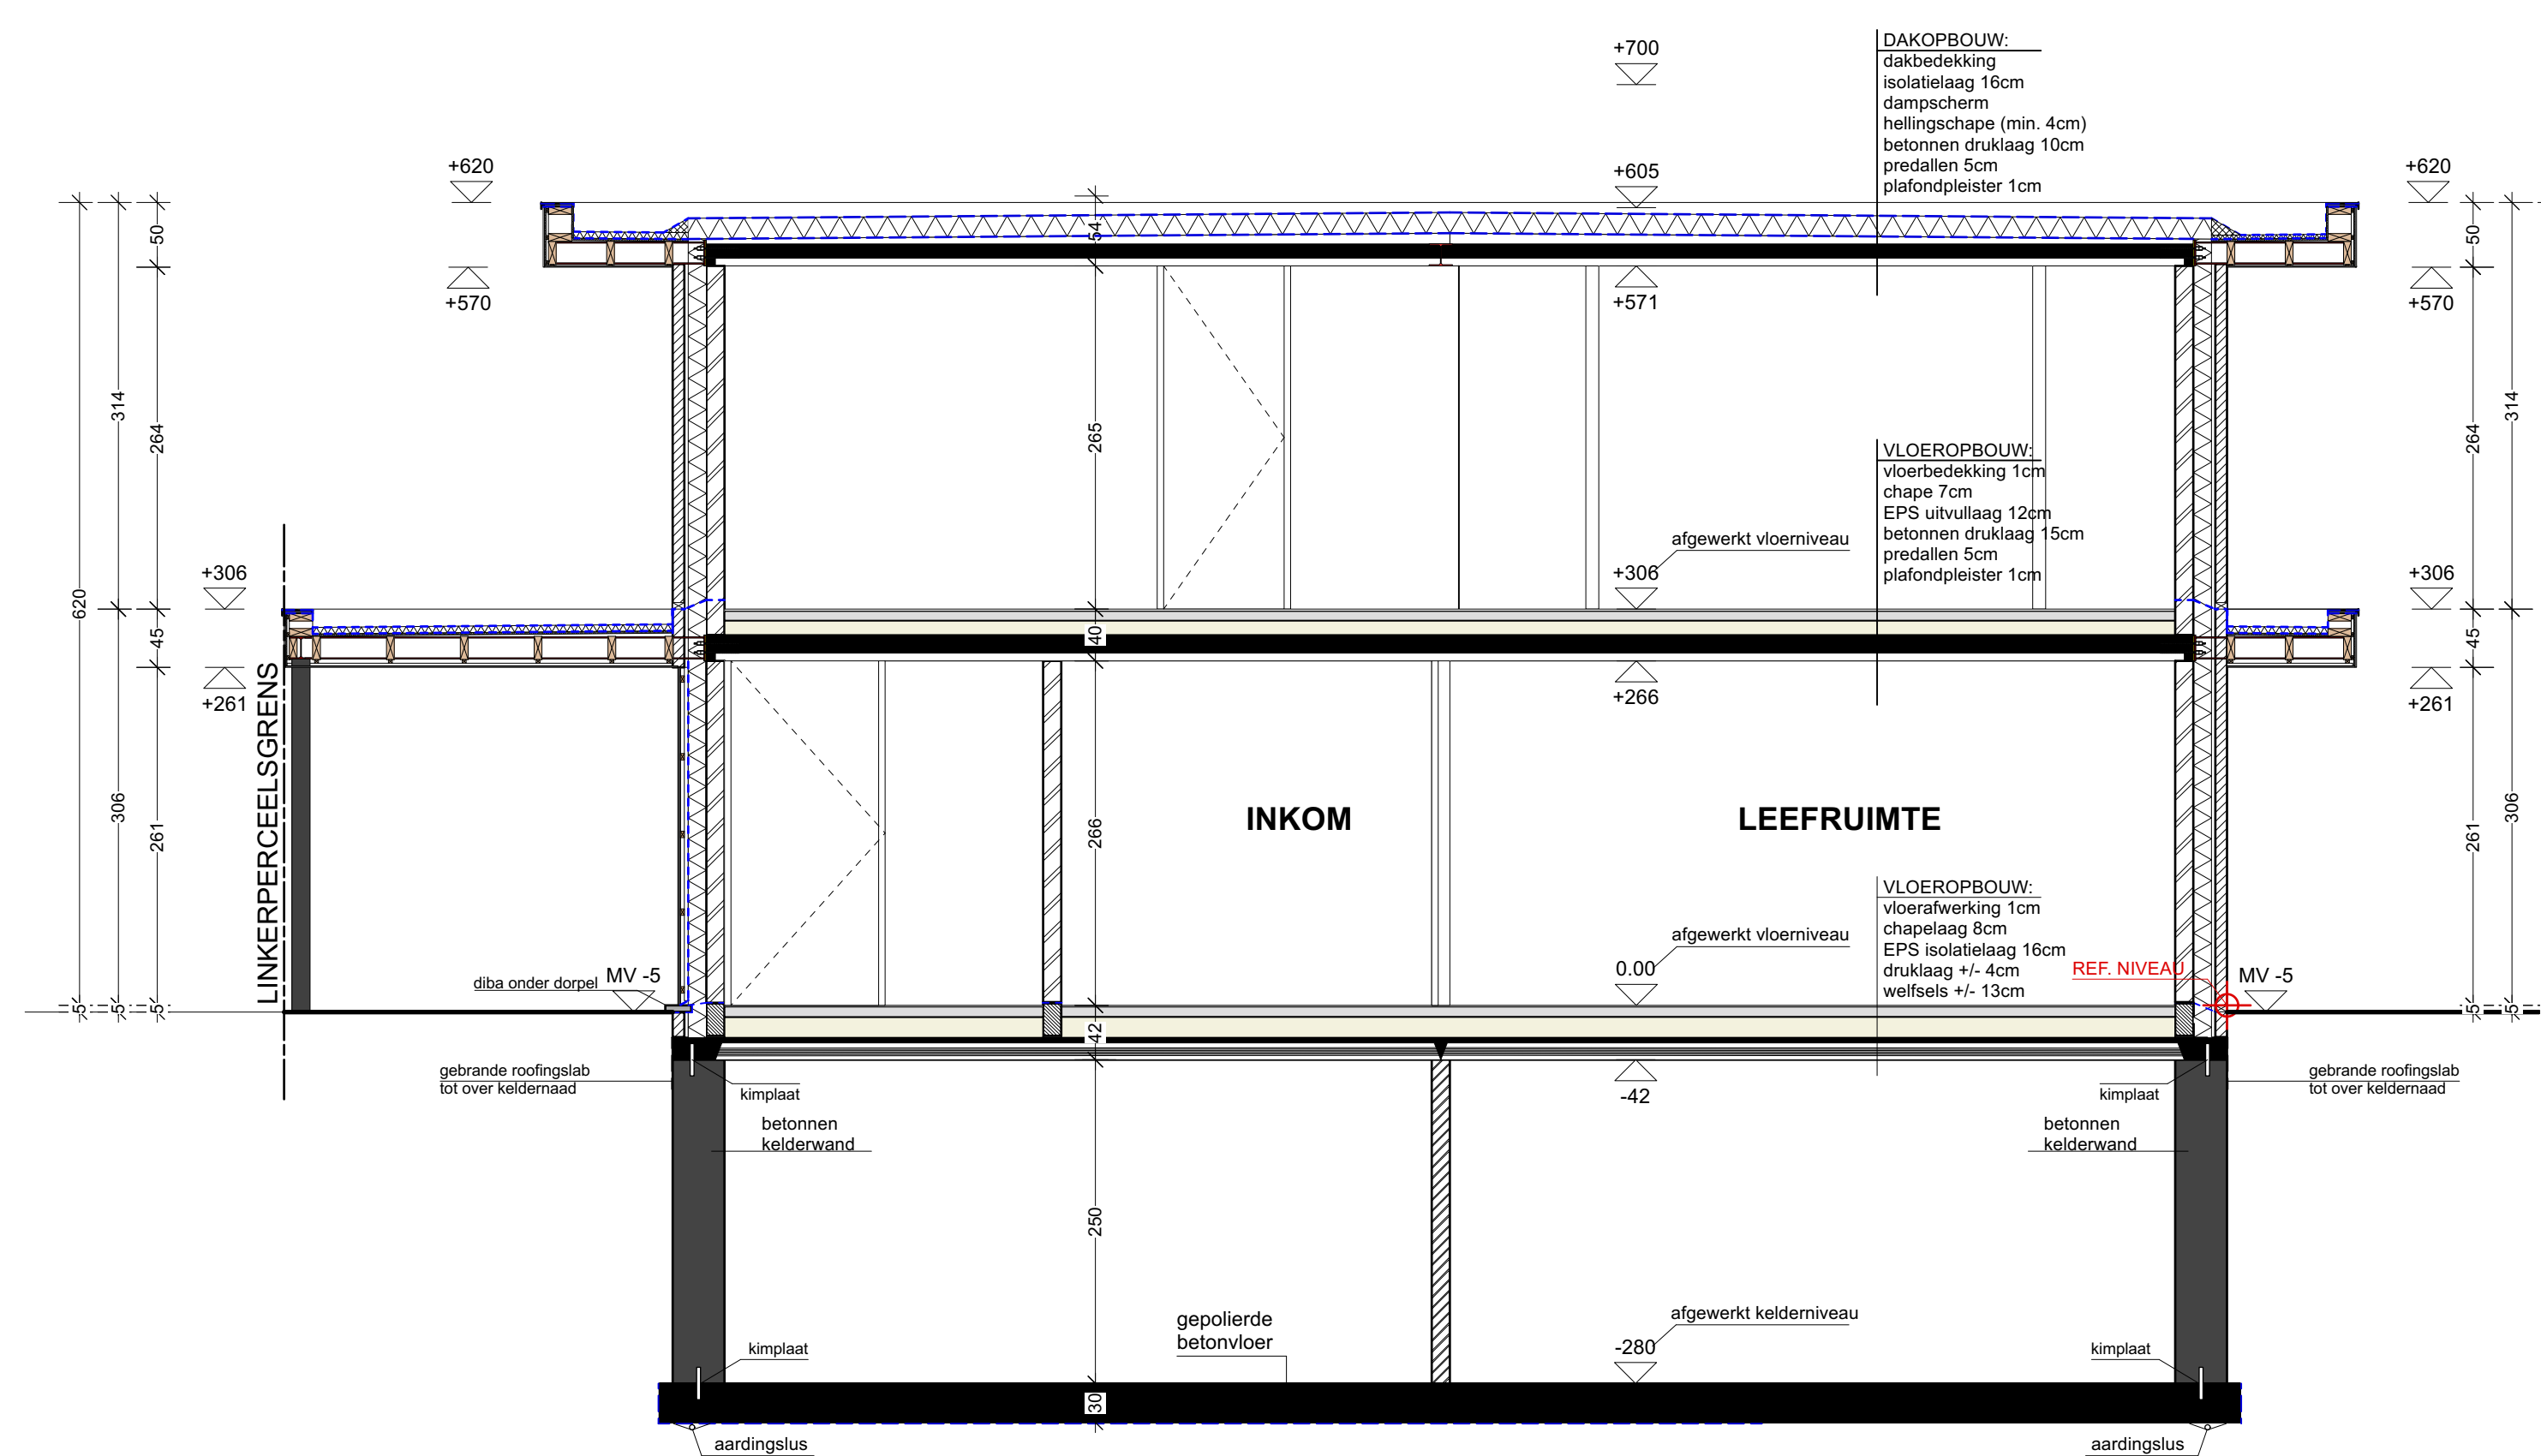 +700
DAKOPBOUW:
dakbedekking
isolatielaag 16cm
dampscherm
hellingschape (min. 4cm)
betonnen druklaag 10cm
predallen 5cm
plafondpleister 1cm
+620
+605
+620
50
54
50
+570
+571
+570
314
264
265
264
314
VLOEROPBOUW:
vloerbedekking 1cm
chape 7cm
EPS uitvullaag 12cm
betonnen druklaag 15cm
predallen 5cm
plafondpleister 1cm
afgewerkt vloerniveau
+306
+306
+306
620
45
40
45
+261
+266
+261
LINKERPERCEELSGRENS
306
261
266
INKOM
LEEFRUIMTE
261
306
VLOEROPBOUW:
vloerafwerking 1cm
chapelaag 8cm
EPS isolatielaag 16cm
druklaag +/- 4cm
welfsels +/- 13cm
afgewerkt vloerniveau
0.00
REF. NIVEAU
MV -5
diba onder dorpel
MV -5
5
5
5
42
5
5
gebrande roofingslab
tot over keldernaad
kimplaat
-42
kimplaat
gebrande roofingslab
tot over keldernaad
betonnen
kelderwand
betonnen
kelderwand
250
gepolierde
betonvloer
afgewerkt kelderniveau
-280
kimplaat
kimplaat
30
aardingslus
aardingslus